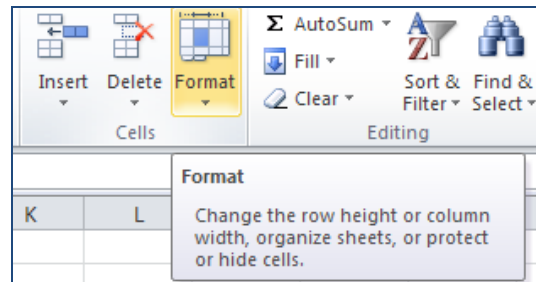 Σ AutoSum
Fill
Clear
Insert Delete Format
Sort & Filter
Find & Select
Cells
Editing
Format
Change the row height or column
width, organize sheets, or protect
or hide cells.
K L